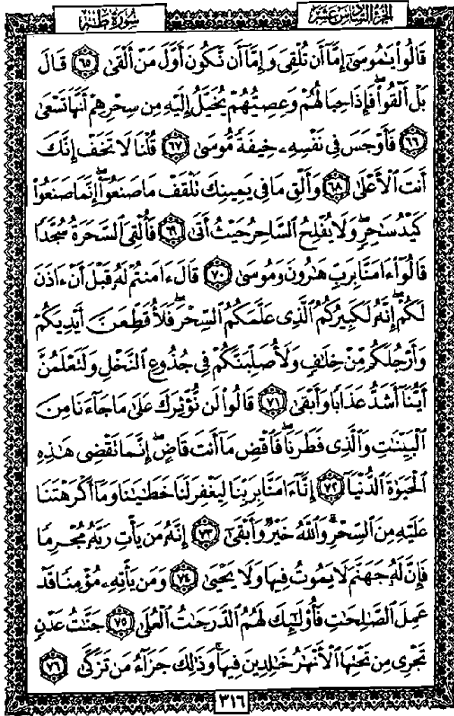 سُورَةُ طه
الجزء السادس عشر
قَالُوا۟ يَـٰمُوسَىٰٓ إِمَّآ أَن تُلْقِىَ وَإِمَّآ أَن نَّكُونَ أَوَّلَ مَنْ أَلْقَىٰ ٦٥ قَالَ
بَلْ أَلْقُوا۟ فَإِذَا حِبَالُهُمْ وَعِصِيُّهُمْ يُخَيَّلُ إِلَيْهِ مِن سِحْرِهِمْ أَنَّهَا تَسْعَىٰ
٦٦ فَأَوْجَسَ فِى نَفْسِهِۦ خِيفَةً مُّوسَىٰ ٦٧ قُلْنَا لَا تَخَفْ إِنَّكَ
أَنتَ ٱلْأَعْلَىٰ ٦٨ وَأَلْقِ مَا فِى يَمِينِكَ تَلْقَفْ مَا صَنَعُوٓا۟ إِنَّمَا صَنَعُوا۟
كَيْدُ سَـٰحِرٍ وَلَا يُفْلِحُ ٱلسَّاحِرُ حَيْثُ أَتَىٰ ٦٩ فَأُلْقِىَ ٱلسَّحَرَةُ سُجَّدًا
قَالُوٓا۟ ءَامَنَّا بِرَبِّ هَـٰرُونَ وَمُوسَىٰ ٧٠ قَالَ ءَامَنتُمْ لَهُۥ قَبْلَ أَنْ ءَاذَنَ
لَكُمْ إِنَّهُۥ لَكَبِيرُكُمُ ٱلَّذِى عَلَّمَكُمُ ٱلسِّحْرَ فَلَأُقَطِّعَنَّ أَيْدِيَكُمْ
وَأَرْجُلَكُم مِّنْ خِلَـٰفٍ وَلَأُصَلِّبَنَّكُمْ فِى جُذُوعِ ٱلنَّخْلِ وَلَتَعْلَمُنَّ
أَيُّنَآ أَشَدُّ عَذَابًا وَأَبْقَىٰ ٧١ قَالُوا۟ لَن نُّؤْثِرَكَ عَلَىٰ مَا جَآءَنَا مِنَ
ٱلْبَيِّنَـٰتِ وَٱلَّذِى فَطَرَنَا فَٱقْضِ مَآ أَنتَ قَاضٍ إِنَّمَا تَقْضِى هَـٰذِهِ
ٱلْحَيَوٰةَ ٱلدُّنْيَآ ٧٢ إِنَّآ ءَامَنَّا بِرَبِّنَا لِيَغْفِرَ لَنَا خَطَـٰيَـٰنَا وَمَآ أَكْرَهْتَنَا
عَلَيْهِ مِنَ ٱلسِّحْرِ وَٱللَّهُ خَيْرٌ وَأَبْقَىٰٓ ٧٣ إِنَّهُۥ مَن يَأْتِ رَبَّهُۥ مُجْرِمًا
فَإِنَّ لَهُۥ جَهَنَّمَ لَا يَمُوتُ فِيهَا وَلَا يَحْيَىٰ ٧٤ وَمَن يَأْتِهِۦ مُؤْمِنًا قَدْ
عَمِلَ ٱلصَّـٰلِحَـٰتِ فَأُو۟لَـٰٓئِكَ لَهُمُ ٱلدَّرَجَـٰتُ ٱلْعُلَىٰ ٧٥ جَنَّـٰتُ عَدْنٍ
تَجْرِى مِن تَحْتِهَا ٱلْأَنْهَـٰرُ خَـٰلِدِينَ فِيهَا وَذَٰلِكَ جَزَآءُ مَن تَزَكَّىٰ ٧٦
٣١٦